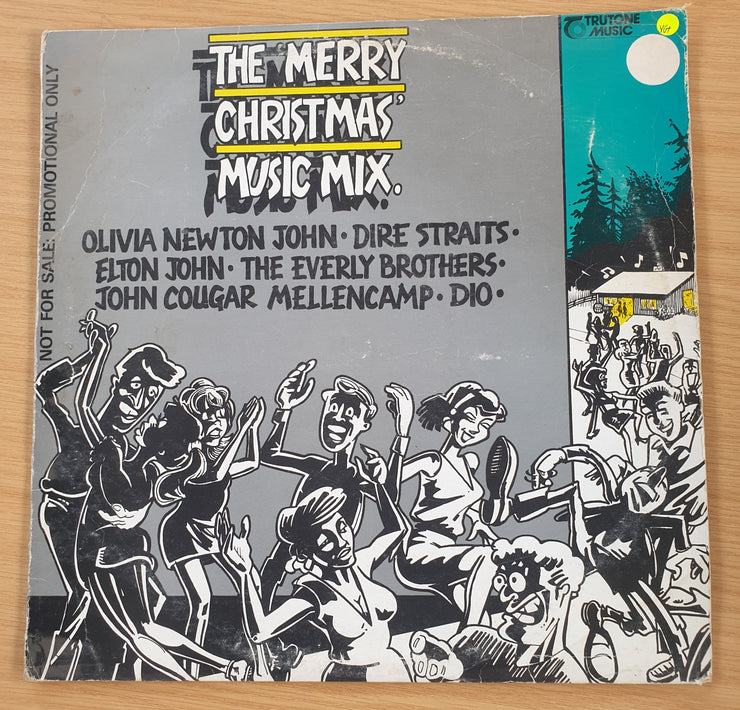 NOT FOR SALE: PROMOTIONAL ONLY
THE MERRY
CHRISTMAS'
MUSIC MIX.
OLIVIA NEWTON JOHN · DIRE STRAITS ·
ELTON JOHN · THE EVERLY BROTHERS ·
JOHN COUGAR MELLENCAMP · DIO ·
TRUTONE
MUSIC